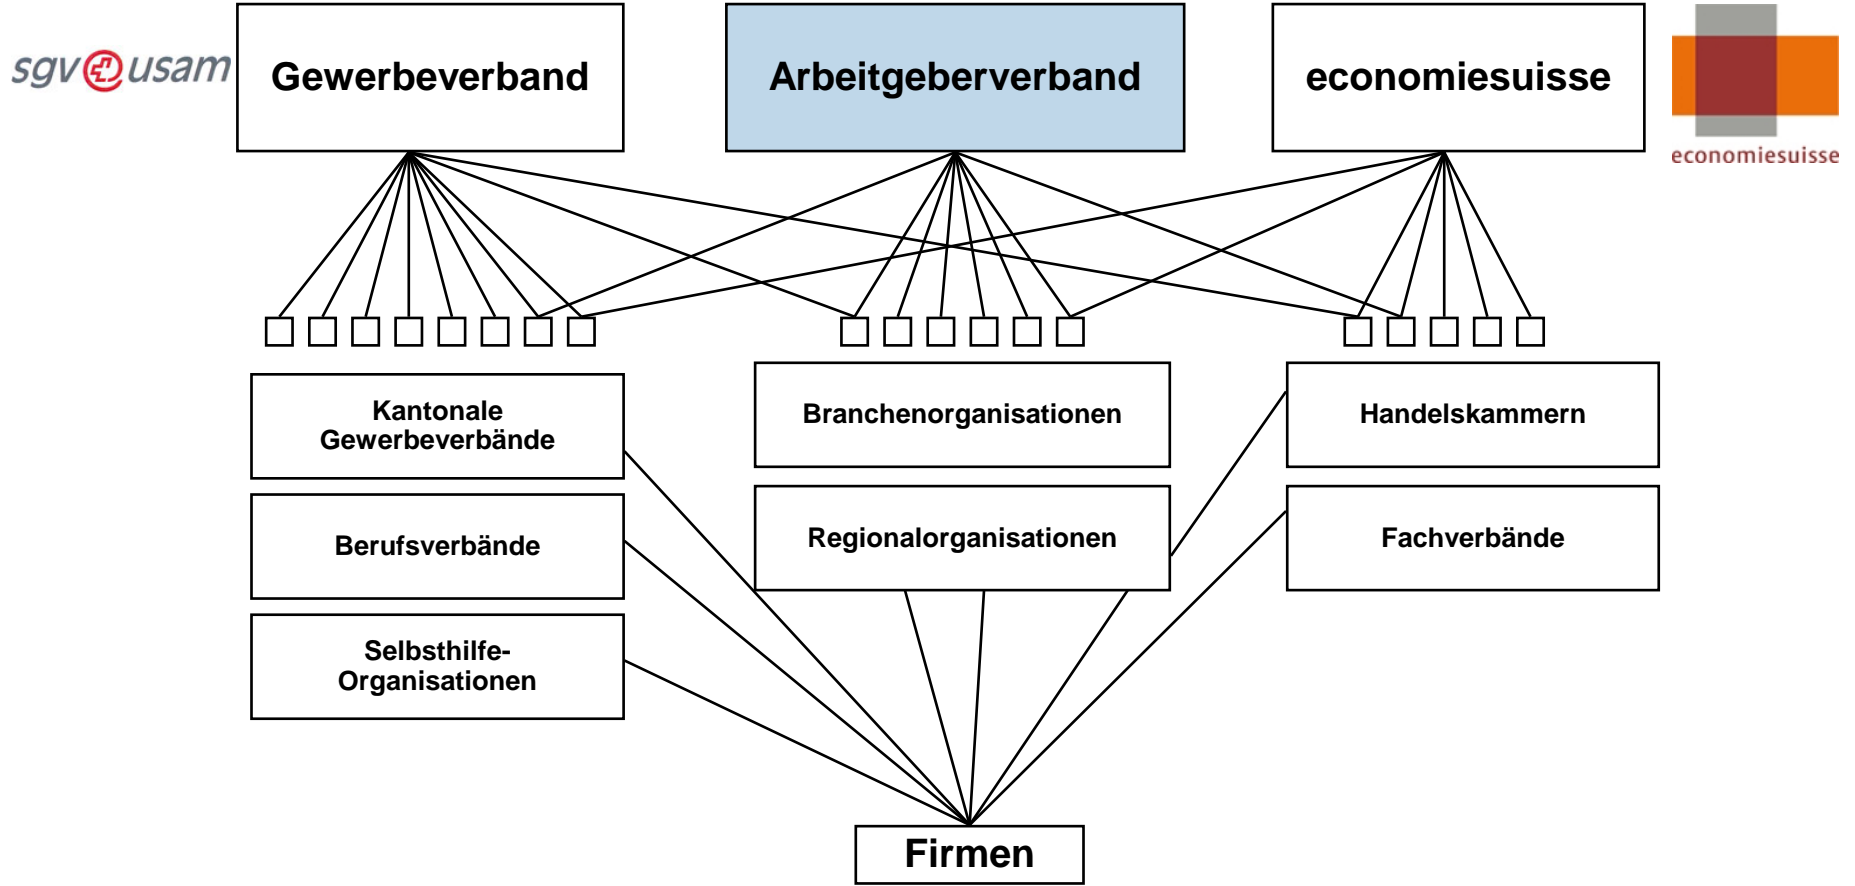 sgv usam
Gewerbeverband
Arbeitgeberverband
economiesuisse
economiesuisse
Kantonale
Gewerbeverbände
Branchenorganisationen
Handelskammern
Berufsverbände
Regionalorganisationen
Fachverbände
Selbsthilfe-
Organisationen
Firmen